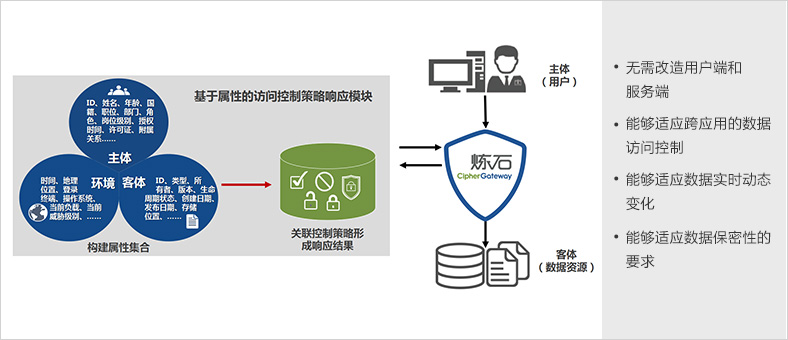 基于属性的访问控制策略响应模块
ID、姓名、年龄、国
籍、职位、部门、角
色、岗位级别、授权
时间、许可证、附属
关系……
主体
环境
客体
时间、地理
位置、登录
终端、操作系统、
当前负载、当前
威胁级别、……
ID、类型、所
有者、版本、生命
周期状态、创建日期、
发布日期、存储
位置、……
构建属性集合
关联控制策略形
成响应结果
主体
（用户）
炼石
CipherGateway
客体
（数据资源）
• 无需改造用户端和
服务端
• 能够适应跨应用的数据
访问控制
• 能够适应数据实时动态
变化
• 能够适应数据保密性的
要求